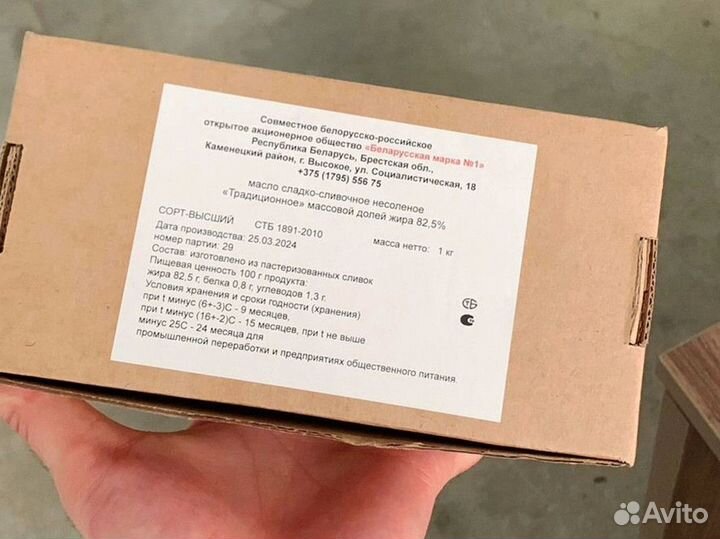 Совместное белорусско-российское
открытое акционерное общество «Беларусская марка №1»
Республика Беларусь, Брестская обл.,
Каменецкий район, г. Высокое, ул. Социалистическая, 18
+375 (1795) 556 75
масло сладко-сливочное несоленое
«Традиционное» массовой долей жира 82,5%
СОРТ-ВЫСШИЙ СТБ 1891-2010 масса нетто: 1 кг
Дата производства: 25.03.2024
номер партии: 29
Состав: изготовлено из пастеризованных сливок
Пищевая ценность 100 г продукта:
жира 82,5 г, белка 0,8 г, углеводов 1,3 г.
Условия хранения и сроки годности (хранения)
при t минус (6+-3)С - 9 месяцев,
при t минус (16+-2)С - 15 месяцев, при t не выше
минус 25С - 24 месяца для
промышленной переработки и предприятиях общественного питания.
Avito